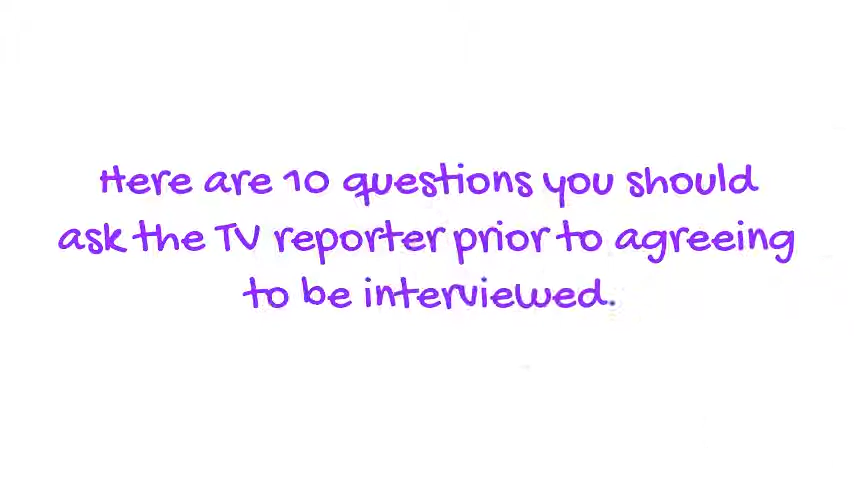 Here are 10 questions you should
ask the TV reporter prior to agreeing
to be interviewed.